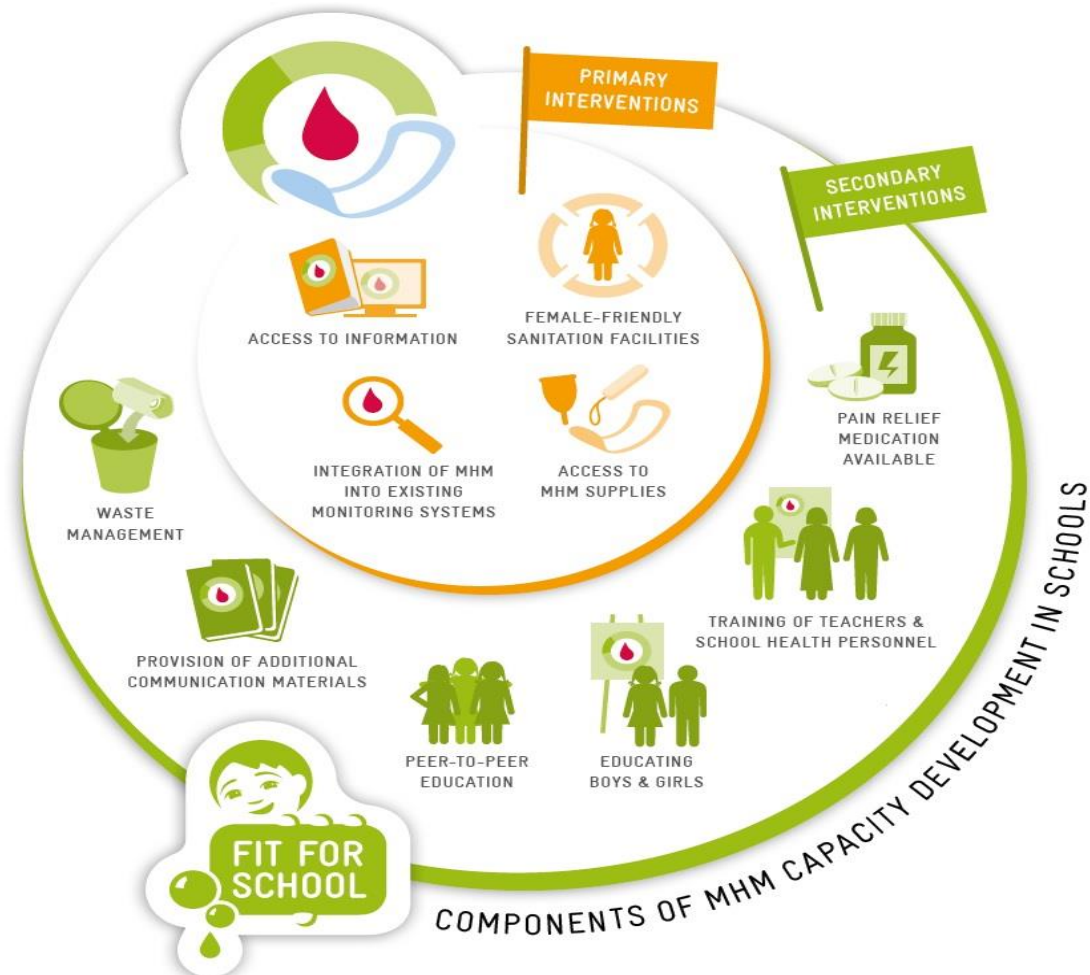 PRIMARY
INTERVENTIONS
SECONDARY
INTERVENTIONS
ACCESS TO INFORMATION
FEMALE-FRIENDLY
SANITATION FACILITIES
INTEGRATION OF MHM
INTO EXISTING
MONITORING SYSTEMS
ACCESS TO
MHM SUPPLIES
PAIN RELIEF
MEDICATION
AVAILABLE
WASTE
MANAGEMENT
TRAINING OF TEACHERS &
SCHOOL HEALTH PERSONNEL
PROVISION OF ADDITIONAL
COMMUNICATION MATERIALS
PEER-TO-PEER
EDUCATION
EDUCATING
BOYS & GIRLS
FIT FOR
SCHOOL
COMPONENTS OF MHM CAPACITY DEVELOPMENT IN SCHOOLS